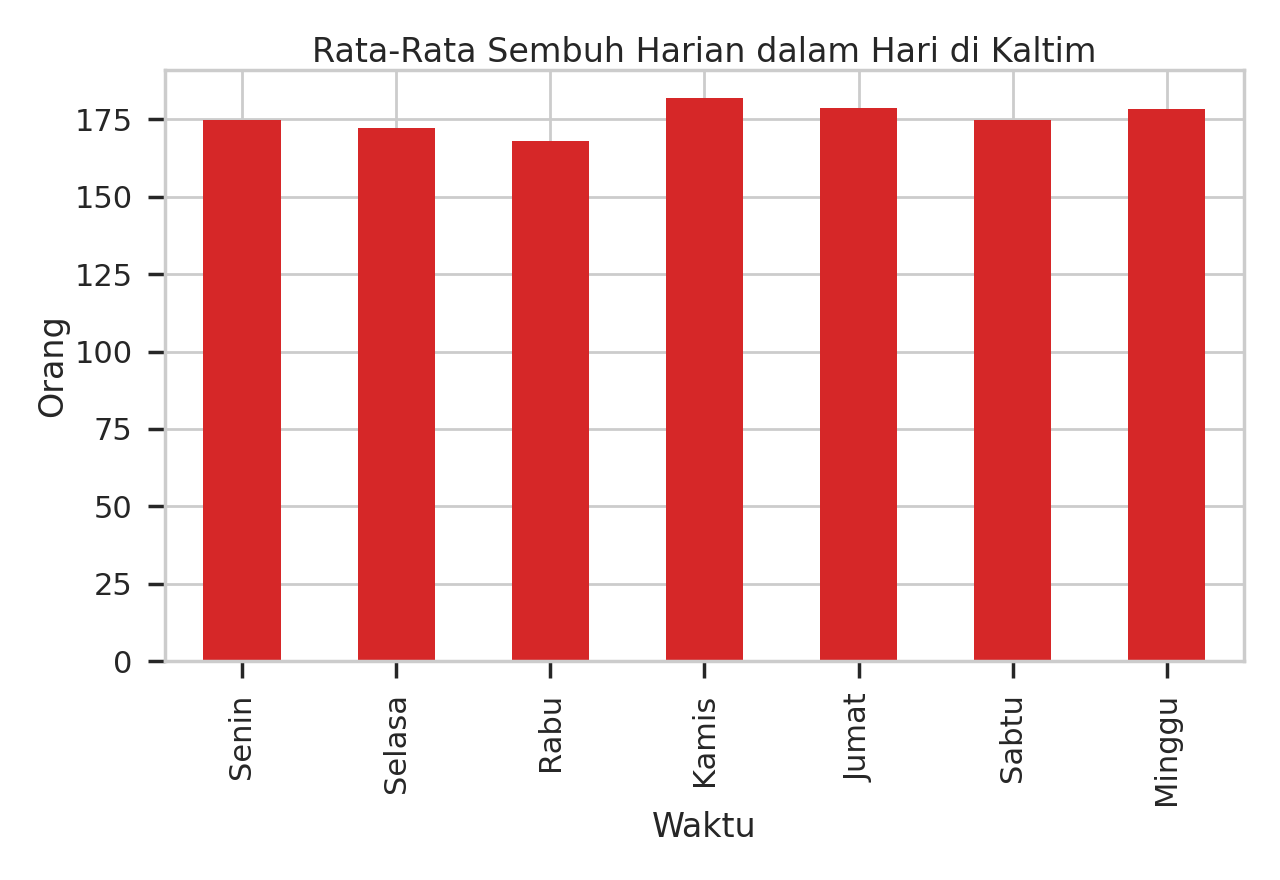 Rata-Rata Sembuh Harian dalam Hari di Kaltim
Orang
175
150
125
100
75
50
25
0
Senin
Selasa
Rabu
Kamis
Jumat
Sabtu
Minggu
Waktu